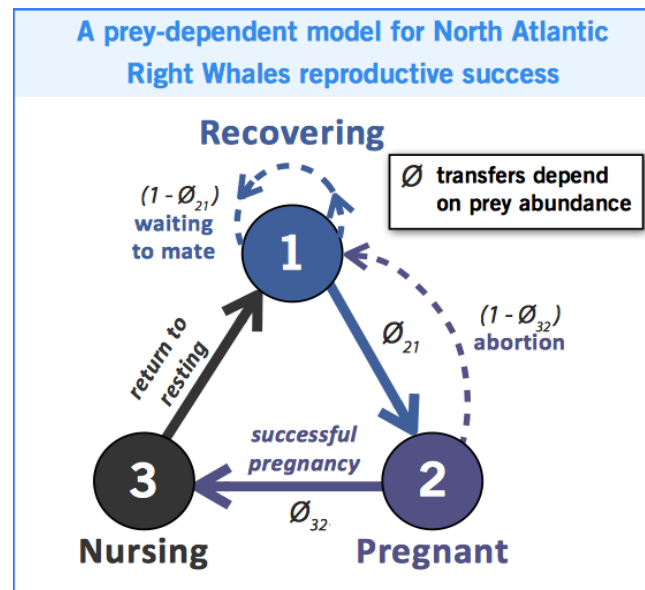 A prey-dependent model for North Atlantic
Right Whales reproductive success
Recovering
(1 - Ø21)
waiting
to mate
Ø transfers depend
on prey abundance
1
(1 - Ø32)
abortion
Ø21
return to
resting
successful
pregnancy
3
2
Ø32
Nursing
Pregnant